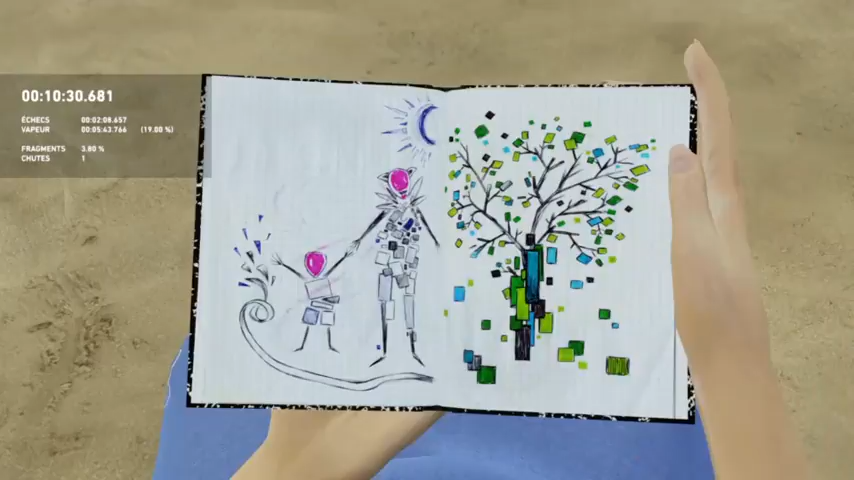 00:10:30.681
ÉCHECS 00:02:08.657
VAPEUR 00:05:43.766 (19.00 %)
FRAGMENTS 3.80 %
CHUTES 1